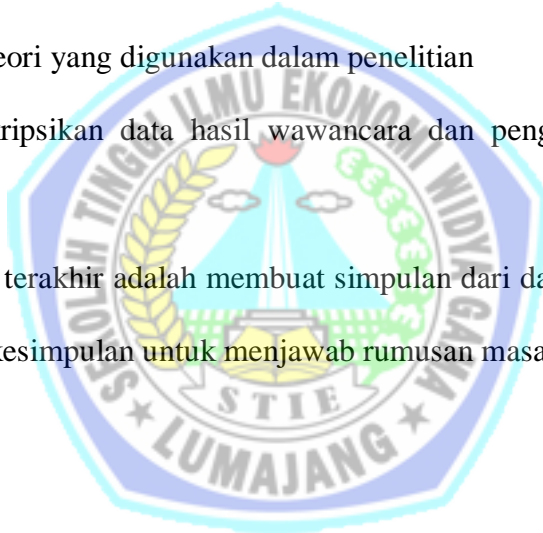 eori yang digunakan dalam penelitian
ripsikan data hasil wawancara dan peng
terakhir adalah membuat simpulan dari da
kesimpulan untuk menjawab rumusan masa
SEKOLAH TINGGI ILMU EKONOMI WIDYA GAMA
STIE
LUMAJANG